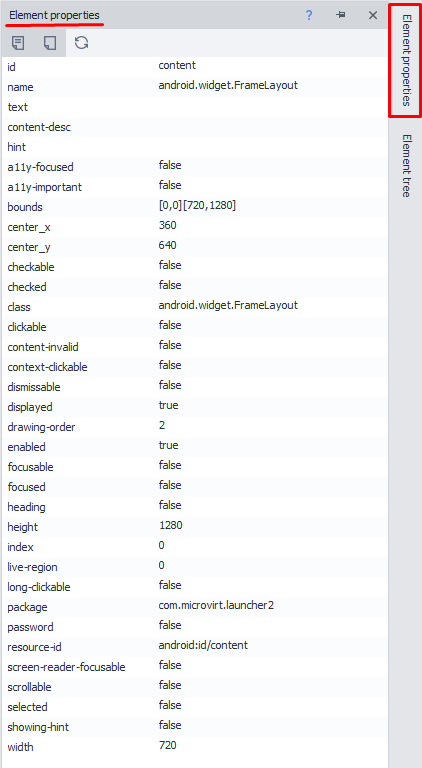 Element properties ?
id content
name android.widget.FrameLayout
text
content-desc
hint
a11y-focused false
a11y-important false
bounds [0,0][720,1280]
center_x 360
center_y 640
checkable false
checked false
class android.widget.FrameLayout
clickable false
content-invalid false
context-clickable false
dismissable false
displayed true
drawing-order 2
enabled true
focusable false
focused false
heading false
height 1280
index 0
live-region 0
long-clickable false
package com.microvirt.launcher2
password false
resource-id android:id/content
screen-reader-focusable false
scrollable false
selected false
showing-hint false
width 720
Element properties
Element tree